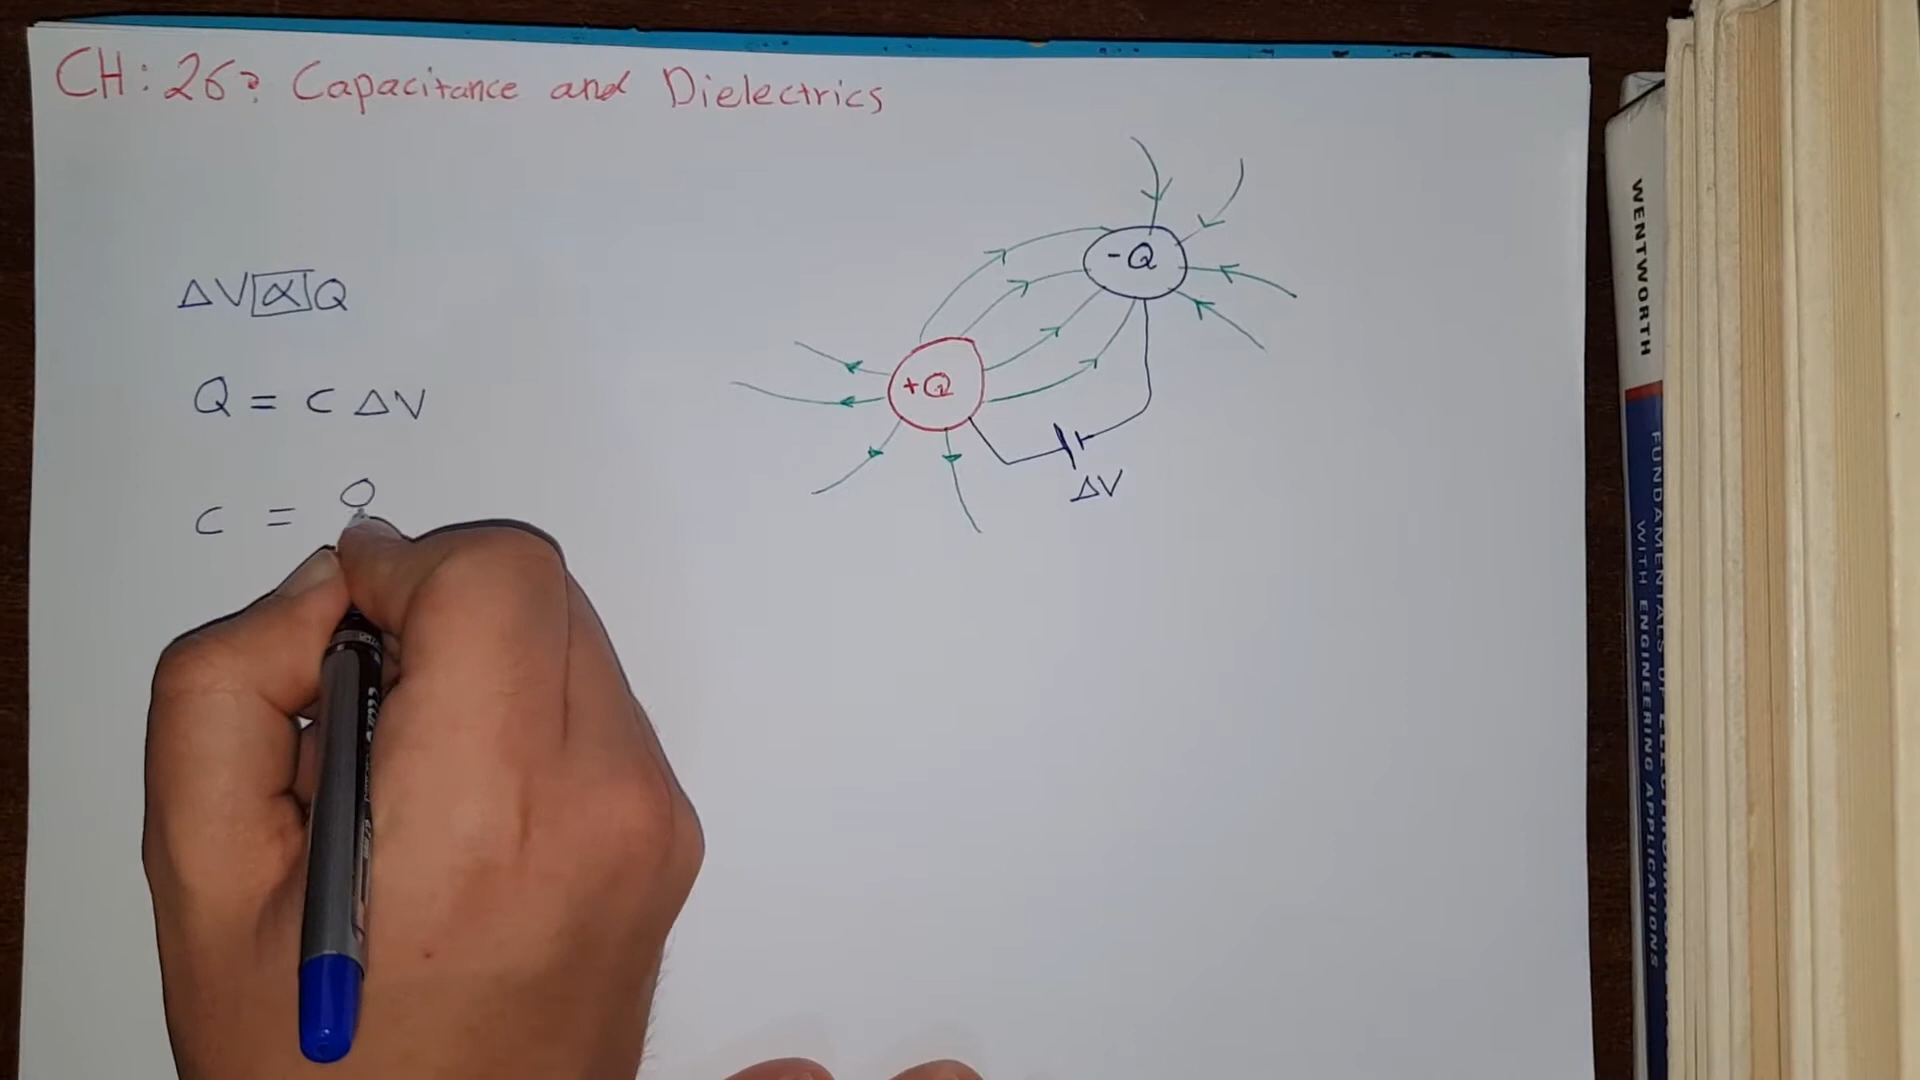 CH: 26: Capacitance and Dielectrics
ΔV α Q
Q = C ΔV
C = Q
-Q
+Q
ΔV
WENTWORTH
FUNDAMENTALS OF
WITH ENGINEERING APPLICATIONS